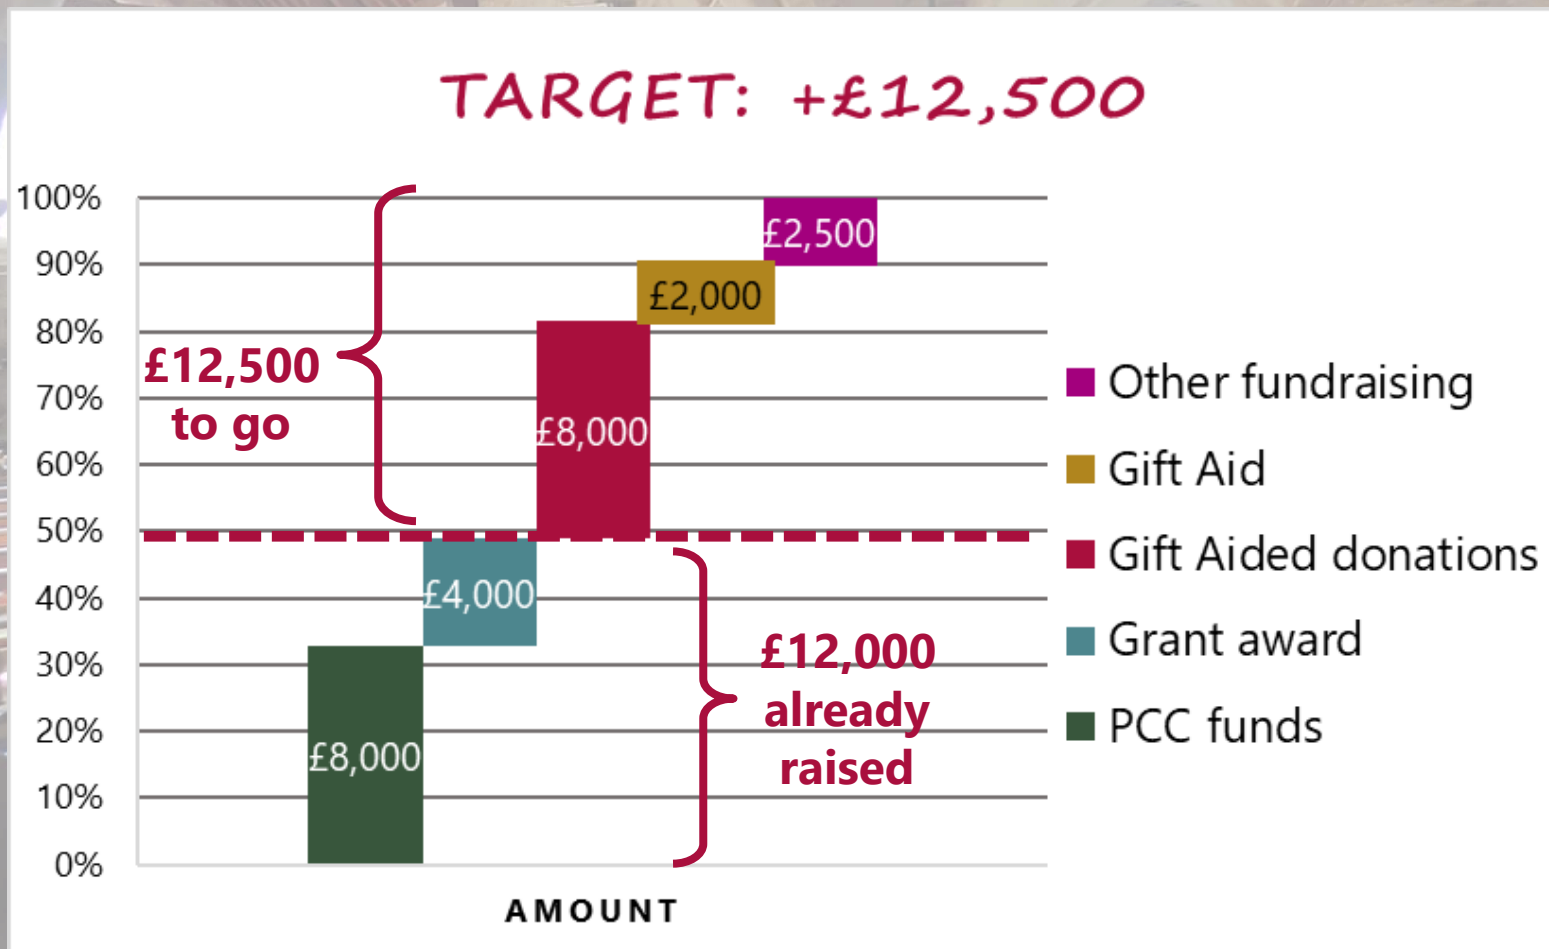 TARGET: +£12,500
100%
90%
80%
70%
60%
50%
40%
30%
20%
10%
0%
£12,500
to go
£2,500
£2,000
£8,000
£4,000
£8,000
£12,000
already
raised
AMOUNT
Other fundraising
Gift Aid
Gift Aided donations
Grant award
PCC funds